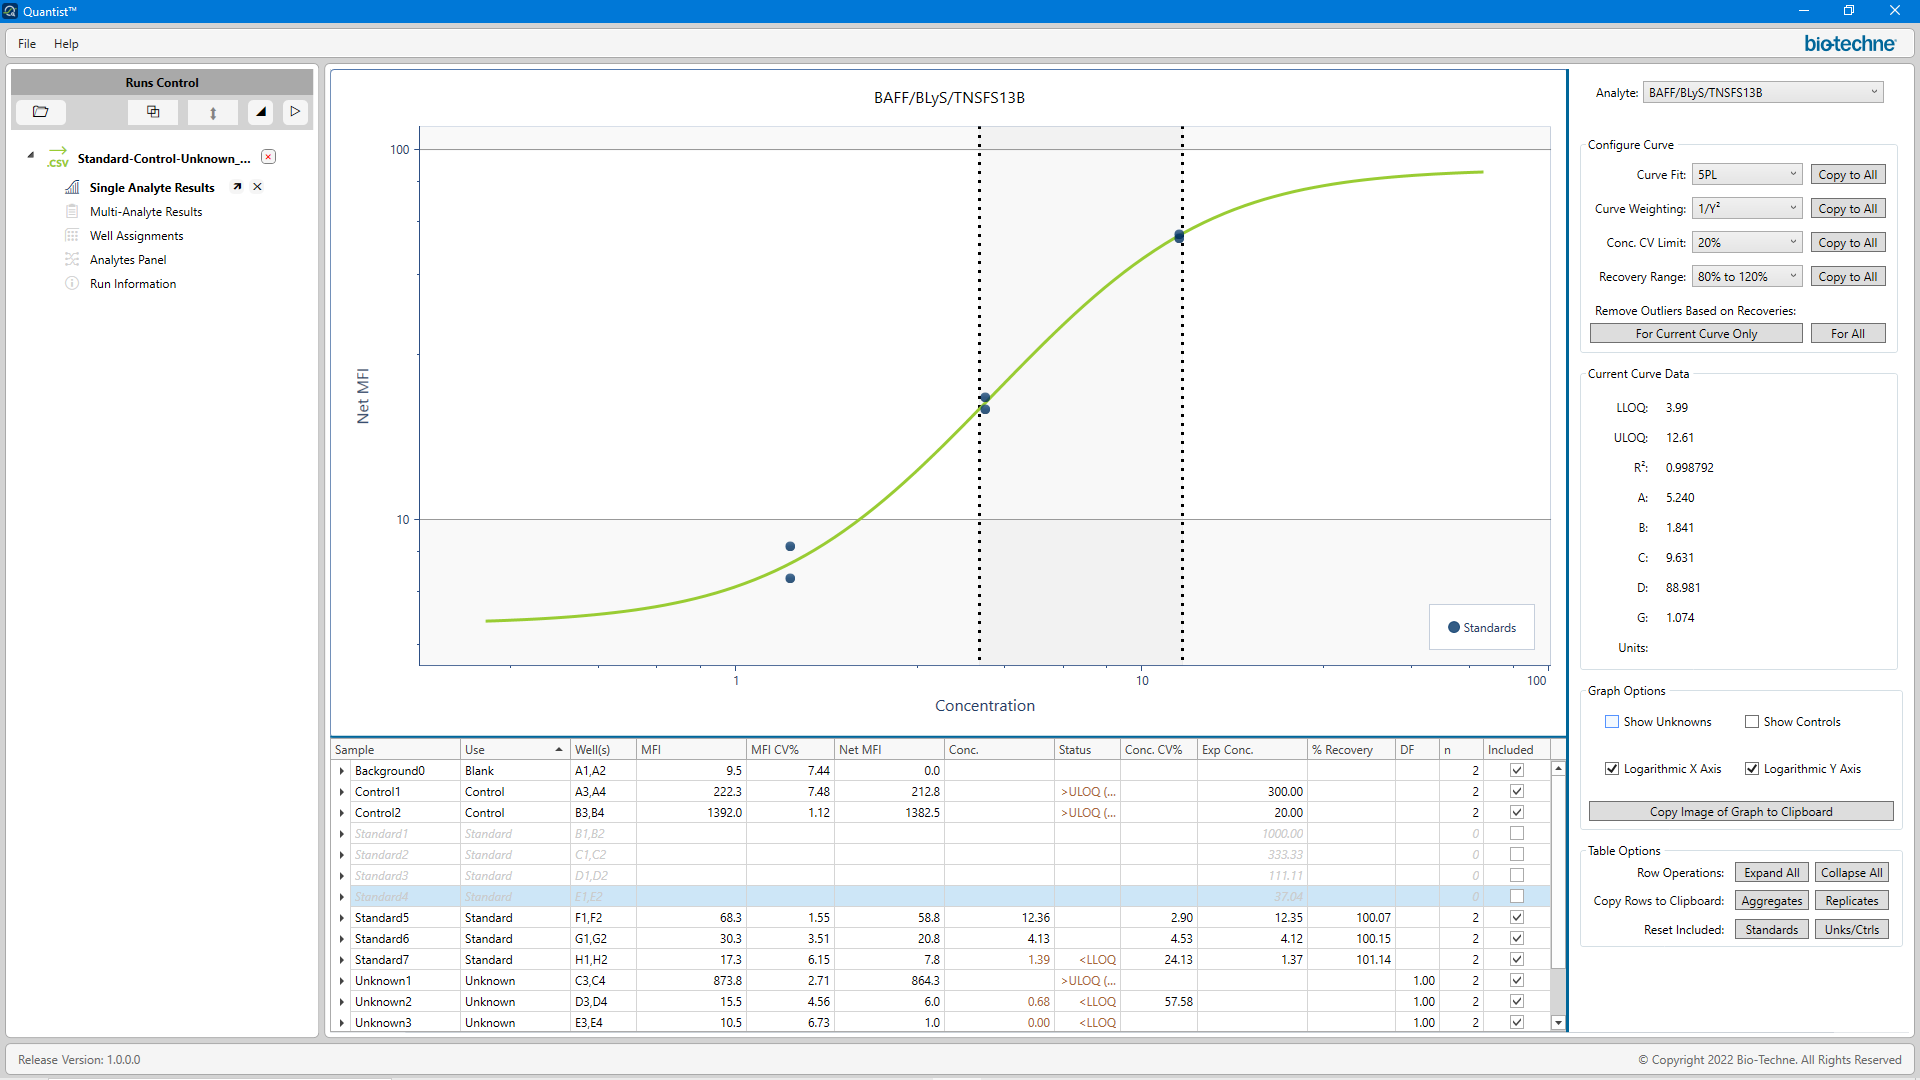 Quantist™
File Help
bio-techne
Runs Control
.CSV Standard-Control-Unknown_...
Single Analyte Results
Multi-Analyte Results
Well Assignments
Analytes Panel
Run Information
BAFF/BLyS/TNSFS13B
100
10
Net MFI
1 10 100
Concentration
Standards
Sample Use Well(s) MFI MFI CV% Net MFI Conc. Status Conc. CV% Exp Conc. % Recovery DF n Included
Background0 Blank A1,A2 9.5 7.44 0.0 2
Control1 Control A3,A4 222.3 7.48 212.8 >ULOQ (... 300.00 2
Control2 Control B3,B4 1392.0 1.12 1382.5 >ULOQ (... 20.00 2
Standard1 Standard B1,B2 1000.00 0
Standard2 Standard C1,C2 333.33 0
Standard3 Standard D1,D2 111.11 0
Standard4 Standard E1,E2 37.04 0
Standard5 Standard F1,F2 68.3 1.55 58.8 12.36 2.90 12.35 100.07 2
Standard6 Standard G1,G2 30.3 3.51 20.8 4.13 4.53 4.12 100.15 2
Standard7 Standard H1,H2 17.3 6.15 7.8 1.39 <LLOQ 24.13 1.37 101.14 2
Unknown1 Unknown C3,C4 873.8 2.71 864.3 >ULOQ (... 1.00 2
Unknown2 Unknown D3,D4 15.5 4.56 6.0 0.68 <LLOQ 57.58 1.00 2
Unknown3 Unknown E3,E4 10.5 6.73 1.0 0.00 <LLOQ 1.00 2
Analyte: BAFF/BLyS/TNSFS13B
Configure Curve
Curve Fit: 5PL Copy to All
Curve Weighting: 1/Y² Copy to All
Conc. CV Limit: 20% Copy to All
Recovery Range: 80% to 120% Copy to All
Remove Outliers Based on Recoveries:
For Current Curve Only For All
Current Curve Data
LLOQ: 3.99
ULOQ: 12.61
R²: 0.998792
A: 5.240
B: 1.841
C: 9.631
D: 88.981
G: 1.074
Units:
Graph Options
Show Unknowns Show Controls
Logarithmic X Axis Logarithmic Y Axis
Copy Image of Graph to Clipboard
Table Options
Row Operations: Expand All Collapse All
Copy Rows to Clipboard: Aggregates Replicates
Reset Included: Standards Unks/Ctrls
Release Version: 1.0.0.0
© Copyright 2022 Bio-Techne. All Rights Reserved